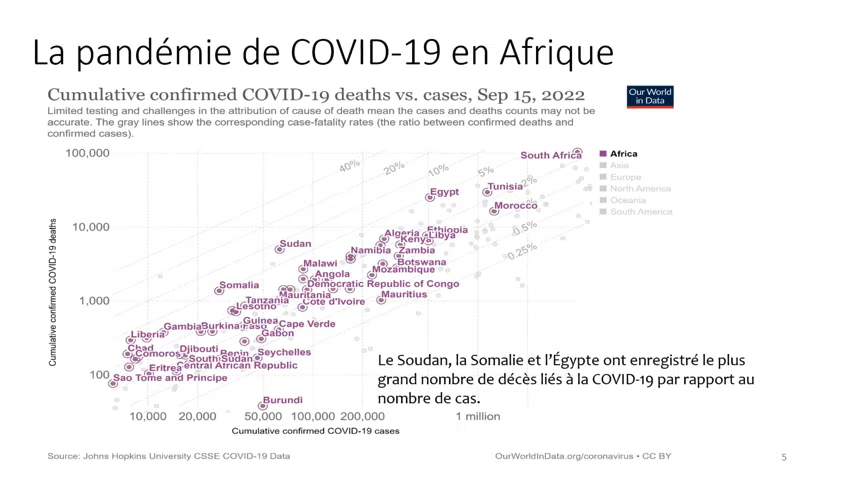 La pandémie de COVID-19 en Afrique
Cumulative confirmed COVID-19 deaths vs. cases, Sep 15, 2022
Our World
in Data
Limited testing and challenges in the attribution of cause of death mean the cases and deaths counts may not be
accurate. The gray lines show the corresponding case-fatality rates (the ratio between confirmed deaths and
confirmed cases).
100,000
40%
20%
10%
5%
2%
South Africa
Africa
Asia
Europe
North America
Oceania
South America
Egypt
Tunisia
Morocco
10,000
Algeria
Ethiopia
Kenya
Libya
0.5%
Sudan
Namibia
Zambia
0.25%
Malawi
Botswana
Angola
Mozambique
Somalia
Democratic Republic of Congo
Mauritania
Mauritius
1,000
Tanzania
Cote d'Ivoire
Lesotho
Guinea
Cape Verde
Gambia
Burkina Faso
Liberia
Gabon
Chad
Djibouti
Comoros
Benin
Seychelles
South Sudan
Eritrea
Central African Republic
100
Sao Tome and Principe
Burundi
Cumulative confirmed COVID-19 deaths
Le Soudan, la Somalie et l’Égypte ont enregistré le plus
grand nombre de décès liés à la COVID-19 par rapport au
nombre de cas.
10,000
20,000
50,000
100,000
200,000
1 million
Cumulative confirmed COVID-19 cases
Source: Johns Hopkins University CSSE COVID-19 Data
OurWorldInData.org/coronavirus • CC BY
5